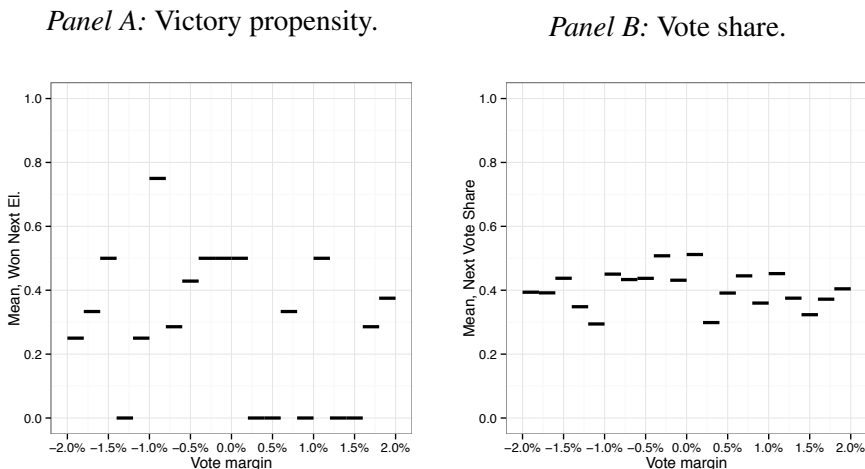 Panel A: Victory propensity.
Mean, Won Next El.
1.0
0.8
0.6
0.4
0.2
0.0
−2.0% −1.5% −1.0% −0.5% 0.0% 0.5% 1.0% 1.5% 2.0%
Vote margin
Panel B: Vote share.
Mean, Next Vote Share
1.0
0.8
0.6
0.4
0.2
0.0
−2.0% −1.5% −1.0% −0.5% 0.0% 0.5% 1.0% 1.5% 2.0%
Vote margin